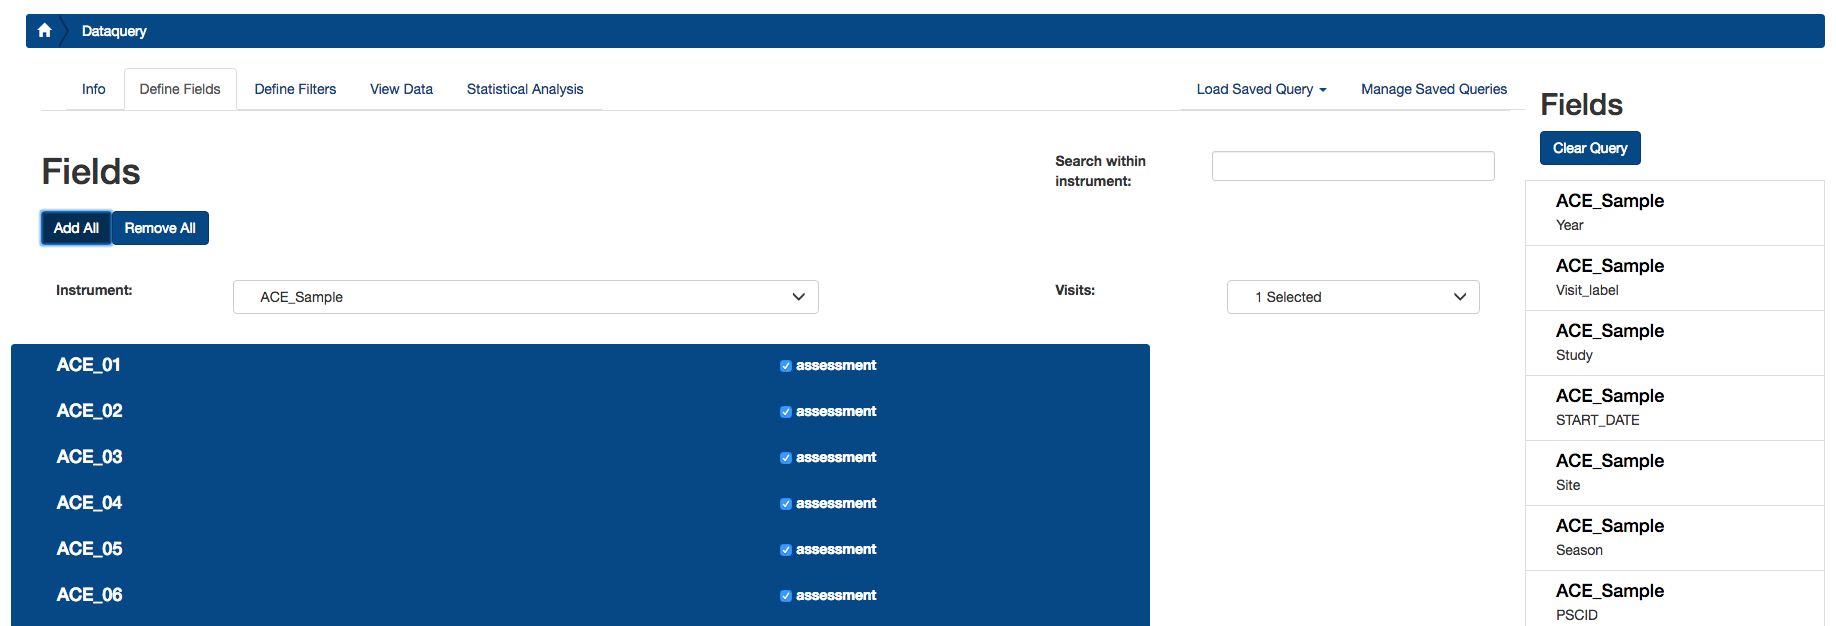 Dataquery
Info
Define Fields
Define Filters
View Data
Statistical Analysis
Load Saved Query
Manage Saved Queries
Fields
Add All
Remove All
Search within
instrument:
Instrument:
ACE_Sample
Visits:
1 Selected
ACE_01
assessment
ACE_02
assessment
ACE_03
assessment
ACE_04
assessment
ACE_05
assessment
ACE_06
assessment
Fields
Clear Query
ACE_Sample
Year
ACE_Sample
Visit_label
ACE_Sample
Study
ACE_Sample
START_DATE
ACE_Sample
Site
ACE_Sample
Season
ACE_Sample
PSCID